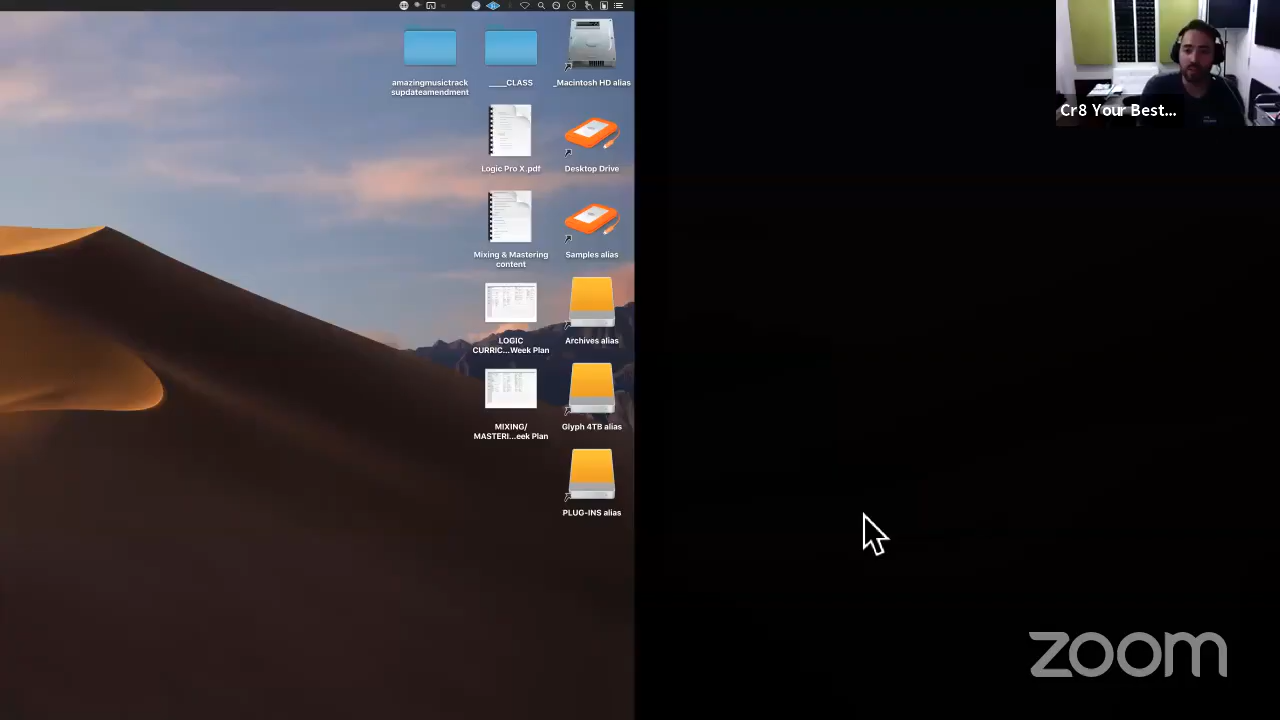 amazingmusictrack
supdateamendment
____CLASS
_Macintosh HD alias
Cr8 Your Best...
Logic Pro X.pdf
Desktop Drive
Mixing & Mastering
content
Samples alias
LOGIC
CURRIC...Week Plan
Archives alias
MIXING/
MASTERI...eek Plan
Glyph 4TB alias
PLUG-INS alias
zoom